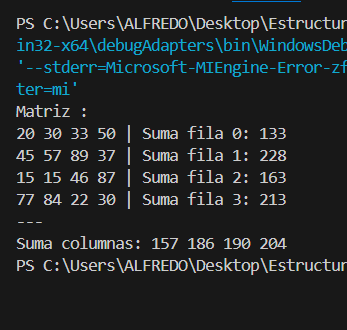 PS C:\Users\ALFREDO\Desktop\Estructur
in32-x64\debugAdapters\bin\WindowsDeb
'--stderr=Microsoft-MIEngine-Error-zf
ter=mi'
Matriz :
20 30 33 50 | Suma fila 0: 133
45 57 89 37 | Suma fila 1: 228
15 15 46 87 | Suma fila 2: 163
77 84 22 30 | Suma fila 3: 213
---
Suma columnas: 157 186 190 204
PS C:\Users\ALFREDO\Desktop\Estructur